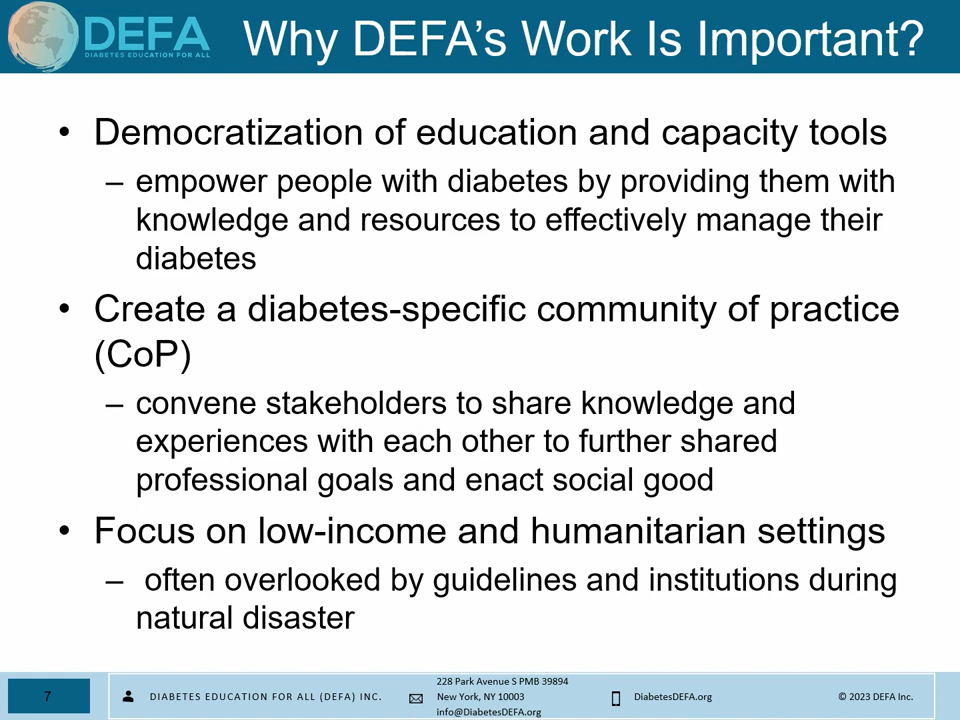 DEFA
DIABETES EDUCATION FOR ALL
Why DEFA's Work Is Important?
• Democratization of education and capacity tools
– empower people with diabetes by providing them with
knowledge and resources to effectively manage their
diabetes
• Create a diabetes-specific community of practice
(CoP)
– convene stakeholders to share knowledge and
experiences with each other to further shared
professional goals and enact social good
• Focus on low-income and humanitarian settings
– often overlooked by guidelines and institutions during
natural disaster
7
DIABETES EDUCATION FOR ALL (DEFA) INC.
228 Park Avenue S PMB 39894
New York, NY 10003
info@DiabetesDEFA.org
DiabetesDEFA.org
© 2023 DEFA Inc.